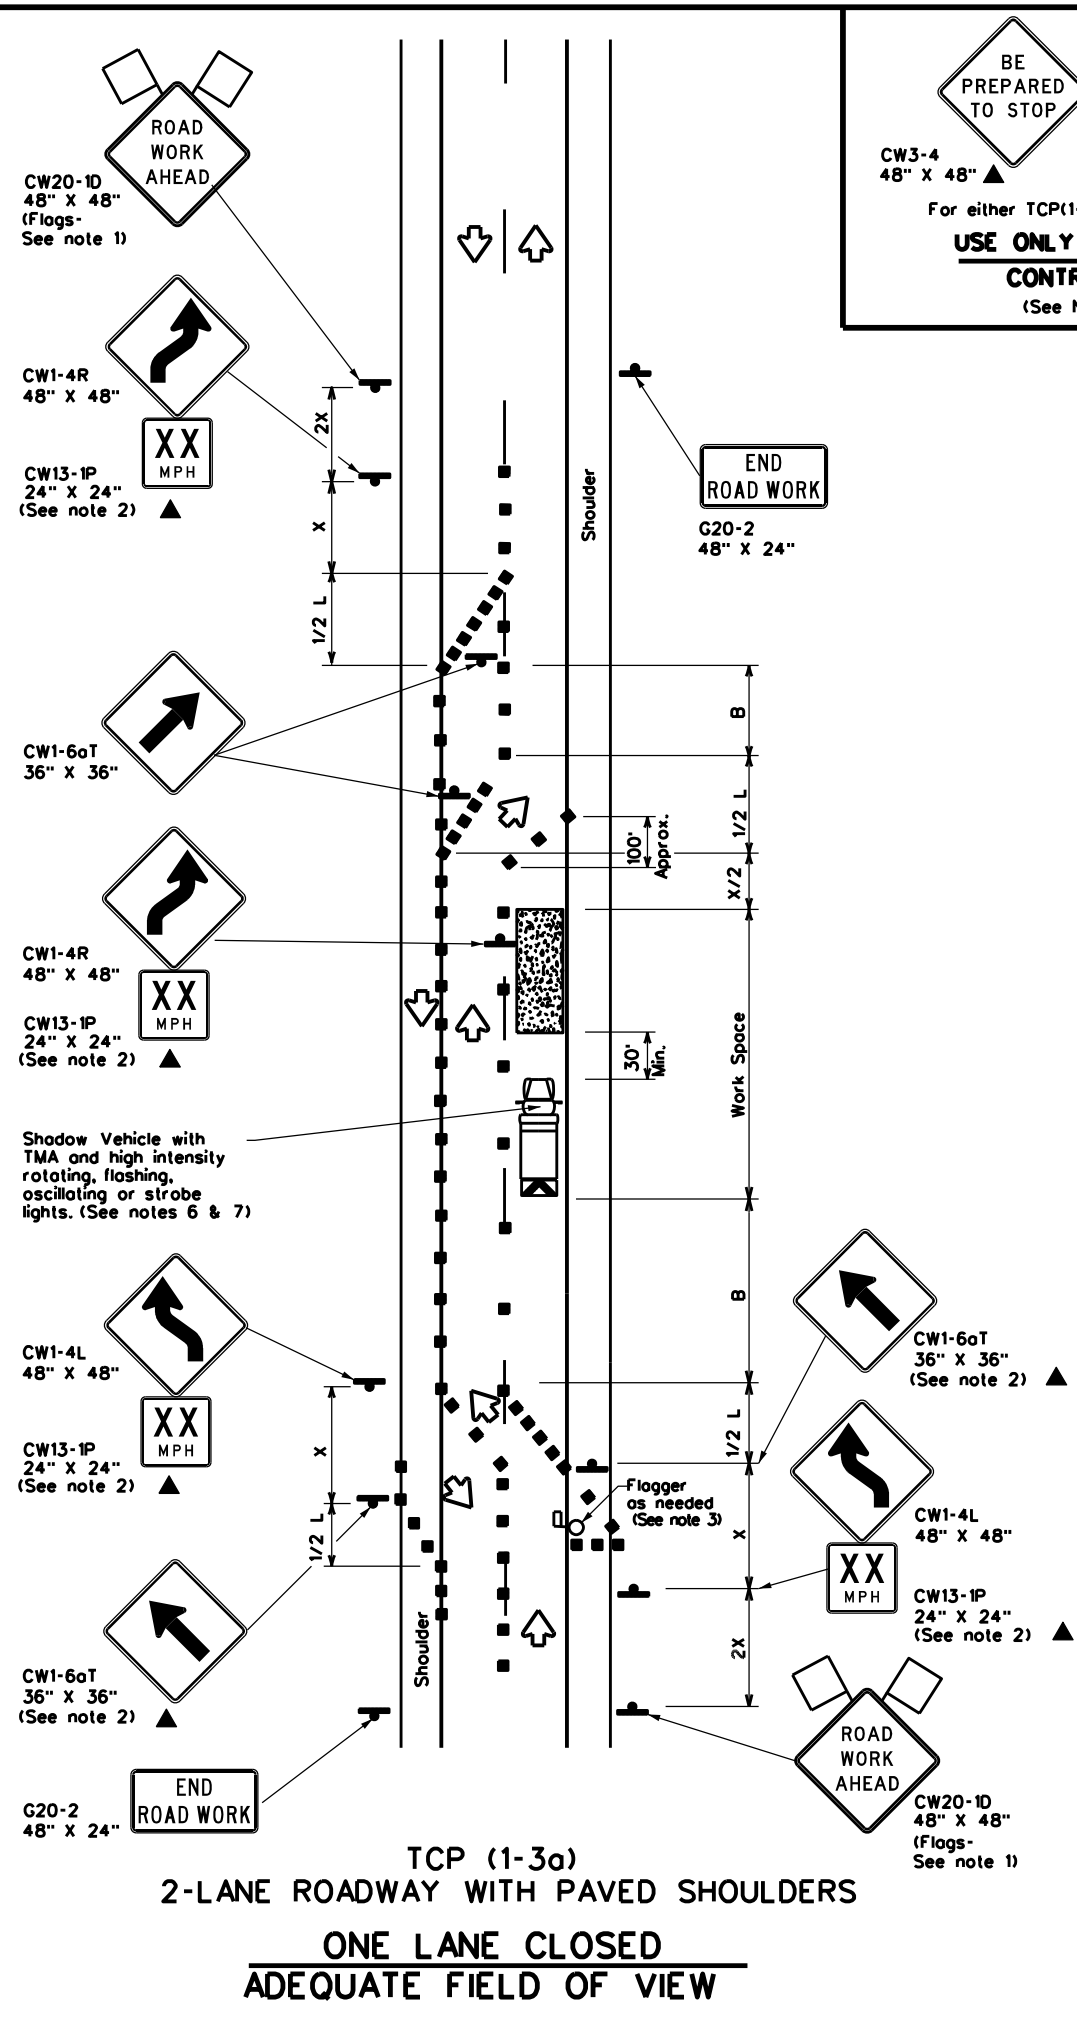 BE
PREPARED
TO STOP
CW3-4
48" X 48"
For either TCP(1-
USE ONLY
CONTR
(See N
ROAD
WORK
AHEAD
CW20-1D
48" X 48"
(Flags-
See note 1)
CW1-4R
48" X 48"
XX
MPH
CW13-1P
24" X 24"
(See note 2)
2X
X
1/2 L
Shoulder
END
ROAD WORK
G20-2
48" X 24"
CW1-6aT
36" X 36"
B
1/2 L
100'
Approx.
X/2
CW1-4R
48" X 48"
XX
MPH
CW13-1P
24" X 24"
(See note 2)
30'
Min.
Work Space
Shadow Vehicle with
TMA and high intensity
rotating, flashing,
oscillating or strobe
lights. (See notes 6 & 7)
B
CW1-4L
48" X 48"
XX
MPH
CW13-1P
24" X 24"
(See note 2)
X
1/2 L
CW1-6aT
36" X 36"
(See note 2)
1/2 L
Flagger
as needed
(See note 3)
X
CW1-4L
48" X 48"
XX
MPH
CW13-1P
24" X 24"
(See note 2)
2X
Shoulder
CW1-6aT
36" X 36"
(See note 2)
END
ROAD WORK
G20-2
48" X 24"
ROAD
WORK
AHEAD
CW20-1D
48" X 48"
(Flags-
See note 1)
TCP (1-3a)
2-LANE ROADWAY WITH PAVED SHOULDERS
ONE LANE CLOSED
ADEQUATE FIELD OF VIEW